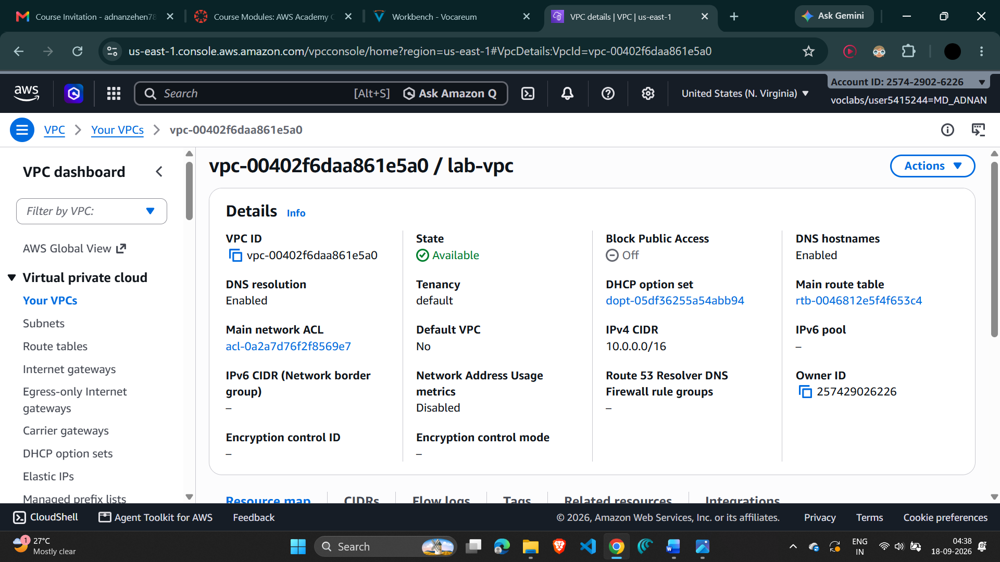 Course Invitation - adnanzehen78
Course Modules: AWS Academy C
Workbench - Vocareum
VPC details | VPC | us-east-1
Ask Gemini
us-east-1.console.aws.amazon.com/vpcconsole/home?region=us-east-1#VpcDetails:VpcId=vpc-00402f6daa861e5a0
aws
Search
[Alt+S]
Ask Amazon Q
United States (N. Virginia)
Account ID: 2574-2902-6226
voclabs/user5415244=MD_ADNAN
VPC
Your VPCs
vpc-00402f6daa861e5a0
VPC dashboard
Filter by VPC:
AWS Global View
Virtual private cloud
Your VPCs
Subnets
Route tables
Internet gateways
Egress-only Internet
gateways
Carrier gateways
DHCP option sets
Elastic IPs
Managed prefix lists
vpc-00402f6daa861e5a0 / lab-vpc
Actions
Details Info
VPC ID
vpc-00402f6daa861e5a0
State
Available
Block Public Access
Off
DNS hostnames
Enabled
DNS resolution
Enabled
Tenancy
default
DHCP option set
dopt-05df36255a54abb94
Main route table
rtb-0046812e5f4f653c4
Main network ACL
acl-0a2a7d76f2f8569e7
Default VPC
No
IPv4 CIDR
10.0.0.0/16
IPv6 pool
–
IPv6 CIDR (Network border
group)
–
Network Address Usage
metrics
Disabled
Route 53 Resolver DNS
Firewall rule groups
–
Owner ID
257429026226
Encryption control ID
–
Encryption control mode
–
Resource map
CIDRs
Flow logs
Tags
Related resources
Integrations
CloudShell
Agent Toolkit for AWS
Feedback
© 2026, Amazon Web Services, Inc. or its affiliates.
Privacy
Terms
Cookie preferences
1
27°C
Mostly clear
Search
ENG
IN
04:38
18-09-2026